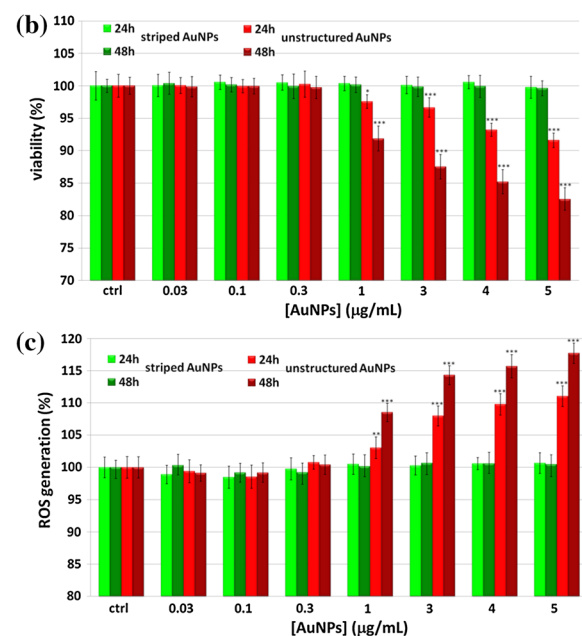 (b)
viability (%)
110
105
100
95
90
85
80
75
70
24h striped AuNPs 24h unstructured AuNPs
48h 48h
* *** *** *** *** *** *** ***
ctrl 0.03 0.1 0.3 1 3 4 5
[AuNPs] (µg/mL)
(c)
ROS generation (%)
120
115
110
105
100
95
90
85
80
24h striped AuNPs 24h unstructured AuNPs
48h 48h
** *** *** *** *** *** *** ***
ctrl 0.03 0.1 0.3 1 3 4 5
[AuNPs] (µg/mL)